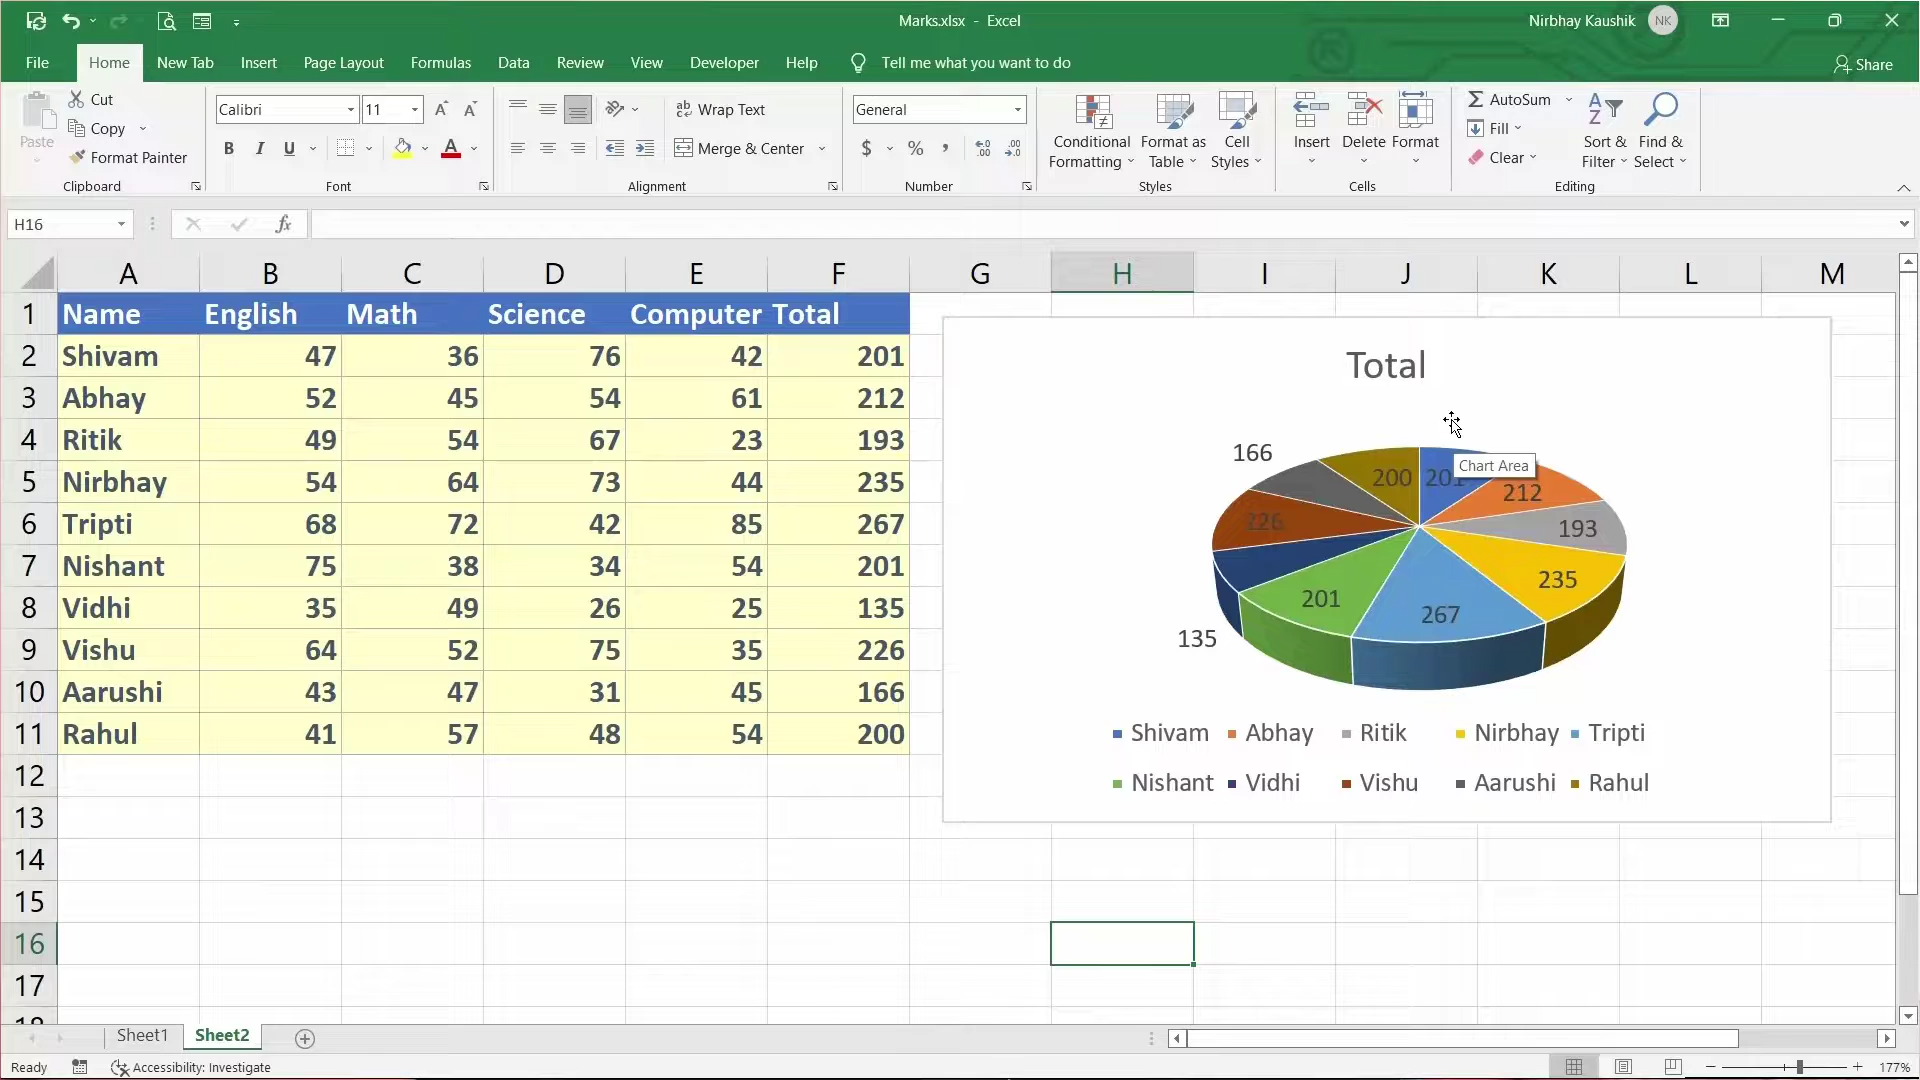 Marks.xlsx - Excel
Nirbhay Kaushik NK
File Home New Tab Insert Page Layout Formulas Data Review View Developer Help Tell me what you want to do Share
Paste
Cut
Copy
Format Painter
Clipboard
Calibri 11
B I U
Font
Wrap Text
Merge & Center
Alignment
General
$ % ,
Number
Conditional Formatting
Format as Table
Cell Styles
Styles
Insert Delete Format
Cells
AutoSum
Fill
Clear
Sort & Filter
Find & Select
Editing
H16 fx
A B C D E F G H I J K L M
1 Name English Math Science Computer Total
2 Shivam 47 36 76 42 201
3 Abhay 52 45 54 61 212
4 Ritik 49 54 67 23 193
5 Nirbhay 54 64 73 44 235
6 Tripti 68 72 42 85 267
7 Nishant 75 38 34 54 201
8 Vidhi 35 49 26 25 135
9 Vishu 64 52 75 35 226
10 Aarushi 43 47 31 45 166
11 Rahul 41 57 48 54 200
12
13
14
15
16
17
Total
Chart Area
166
200
212
226
193
235
201
267
135
Shivam Abhay Ritik Nirbhay Tripti
Nishant Vidhi Vishu Aarushi Rahul
Sheet1 Sheet2
Ready Accessibility: Investigate 177%